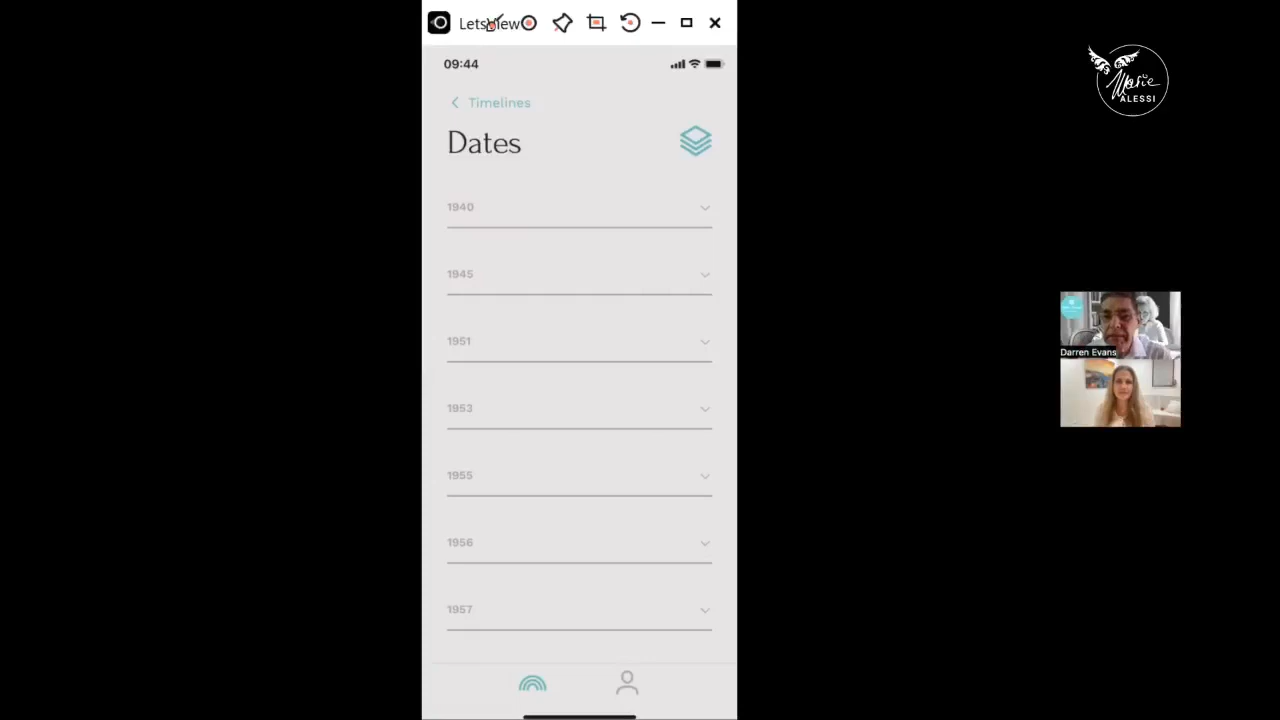 LetsView
09:44
Timelines
Dates
1940
1945
1951
1953
1955
1956
1957
Marie
ALESSI
Darren Evans